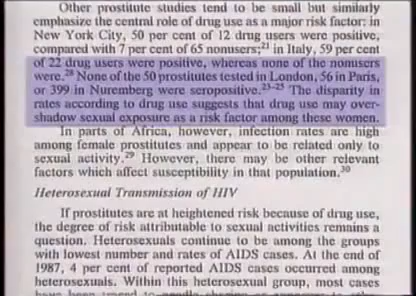 Other prostitute studies tend to be small but similarly
emphasize the central role of drug use as a major risk factor: in
New York City, 50 per cent of 12 drug users were positive,
compared with 7 per cent of 65 nonusers;²¹ in Italy, 59 per cent
of 22 drug users were positive, whereas none of the nonusers
were.²⁸ None of the 50 prostitutes tested in London, 56 in Paris,
or 399 in Nuremberg were seropositive.²³⁻²⁵ The disparity in
rates according to drug use suggests that drug use may over-
shadow sexual exposure as a risk factor among these women.
In parts of Africa, however, infection rates are high
among female prostitutes and appear to be related only to
sexual activity.²⁹ However, there may be other relevant
factors which affect susceptibility in that population.³⁰
Heterosexual Transmission of HIV
If prostitutes are at heightened risk because of drug use,
the degree of risk attributable to sexual activities remains a
question. Heterosexuals continue to be among the groups
with lowest number and rates of AIDS cases. At the end of
1987, 4 per cent of reported AIDS cases occurred among
heterosexuals. Within this heterosexual group, most cases
have been